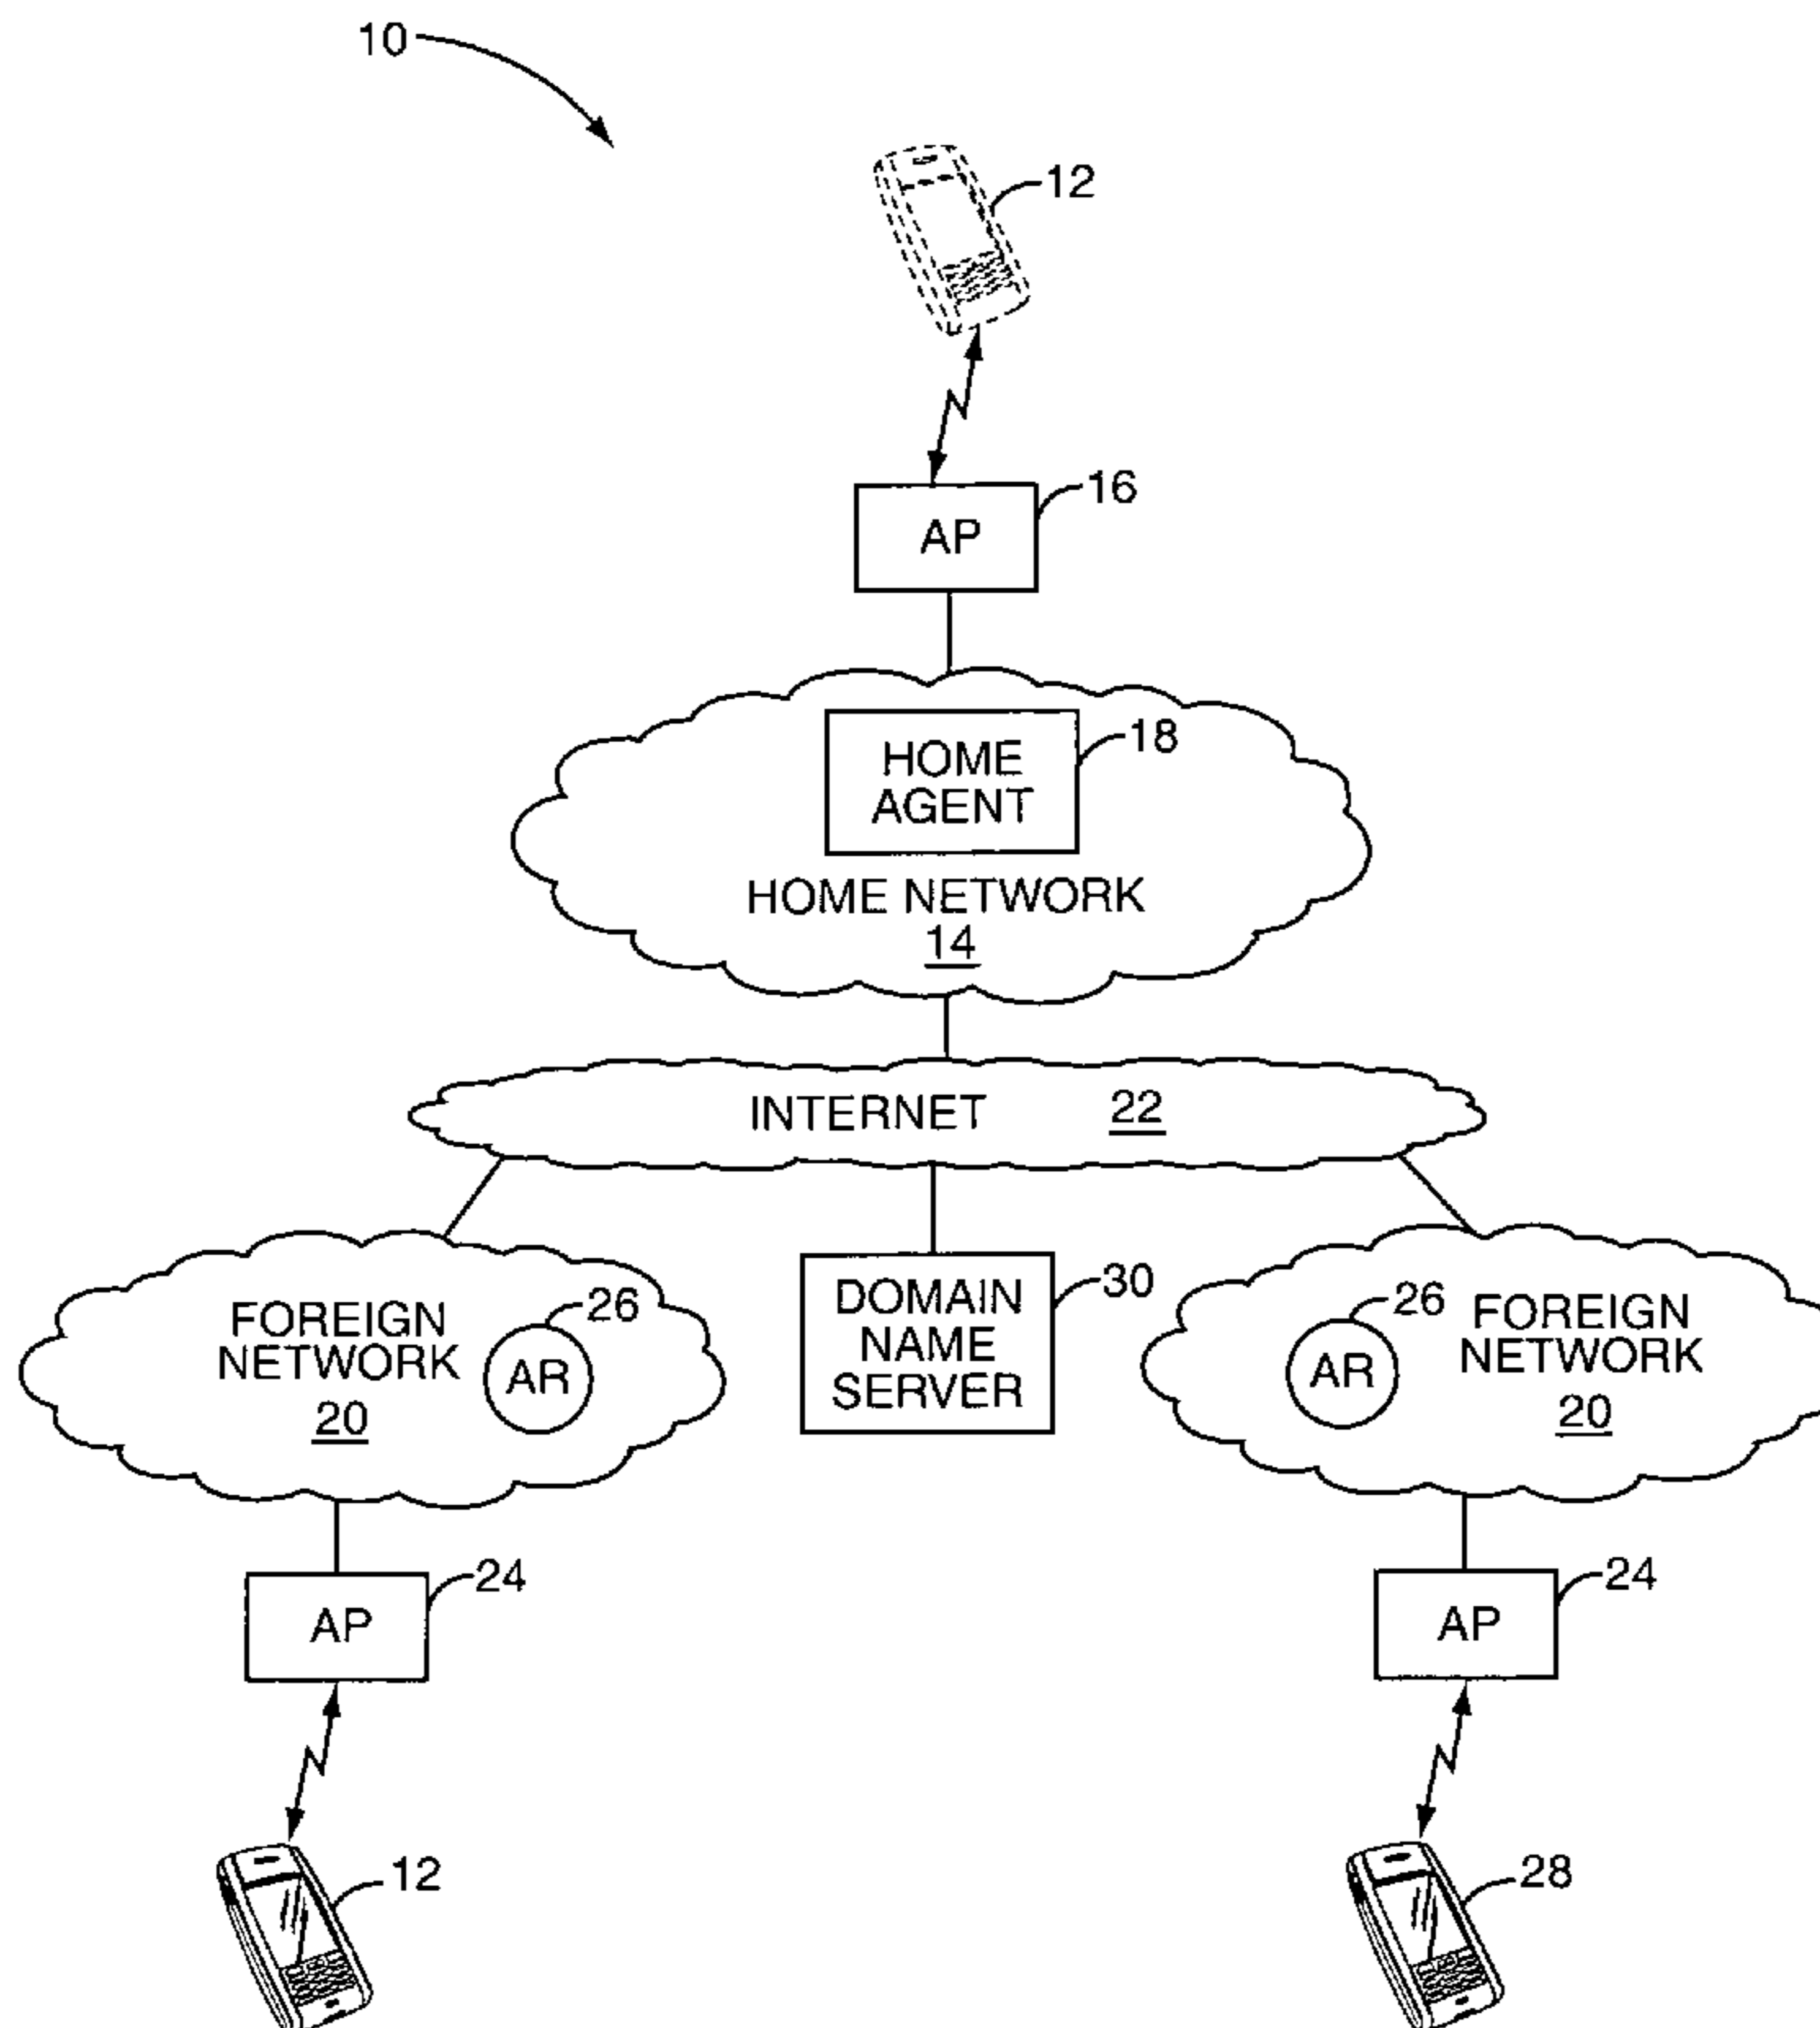 10
12
16
AP
18
HOME
AGENT
HOME NETWORK
14
INTERNET 22
FOREIGN
NETWORK
20
26
AR
DOMAIN
NAME
SERVER
30
26
AR
FOREIGN
NETWORK
20
24
AP
24
AP
12
28